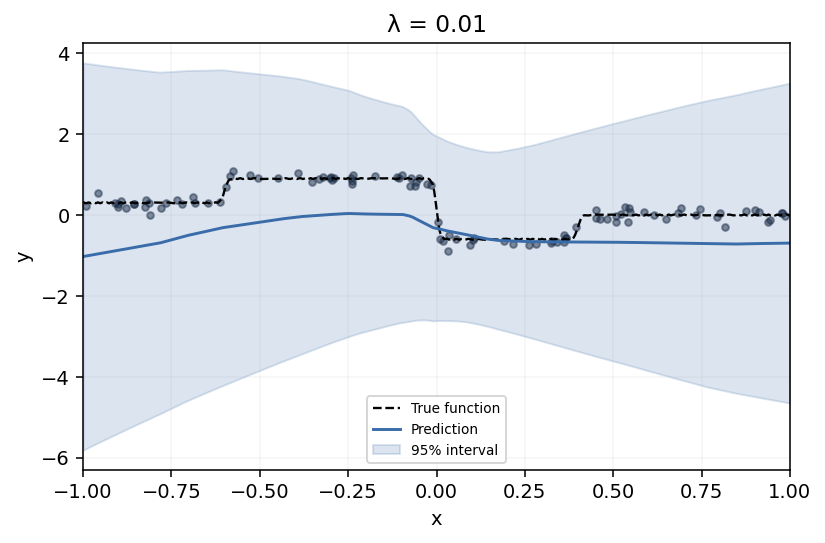 λ = 0.01
4
2
0
−2
−4
−6
y
True function
Prediction
95% interval
−1.00 −0.75 −0.50 −0.25 0.00 0.25 0.50 0.75 1.00
x